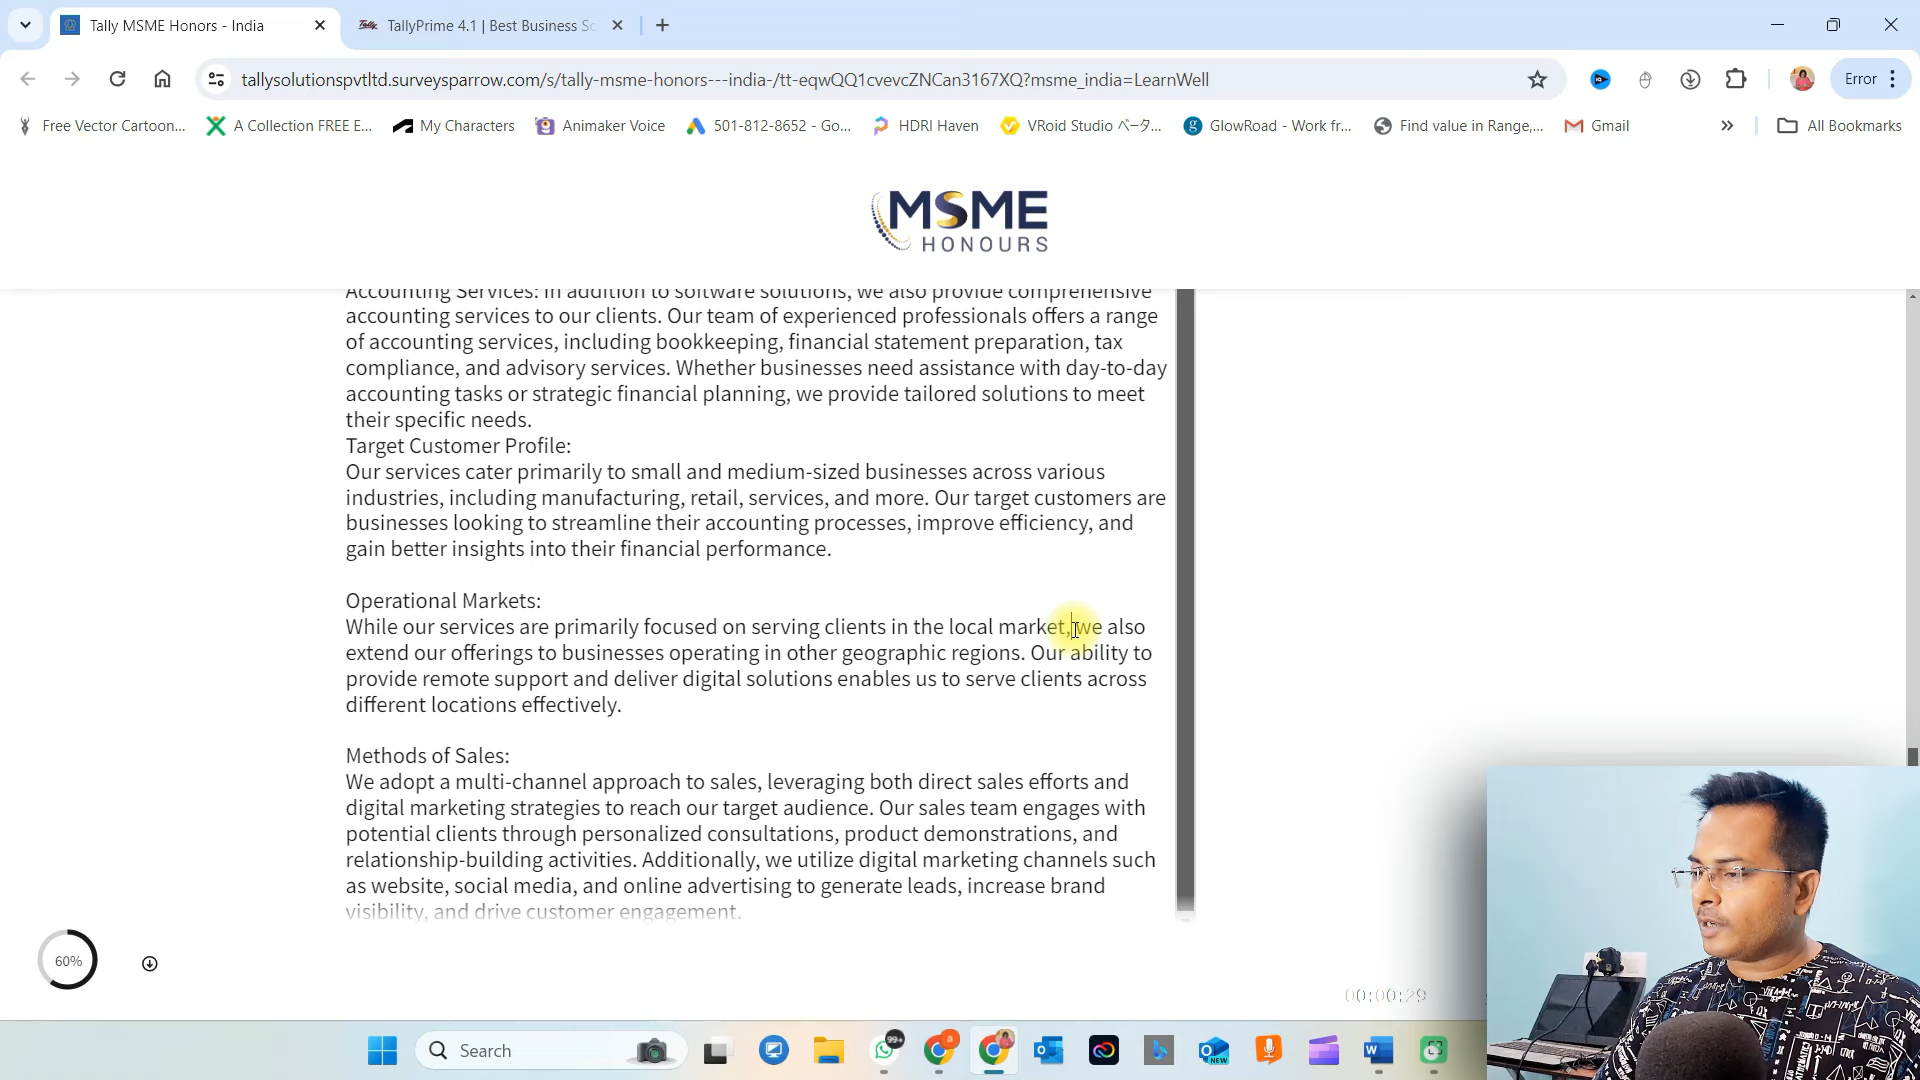 Tally MSME Honors - India
TallyPrime 4.1 | Best Business So
tallysolutionspvtltd.surveysparrow.com/s/tally-msme-honors---india-/tt-eqwQQ1cvevcZNCan3167XQ?msme_india=LearnWell
Error
Free Vector Cartoon...
A Collection FREE E...
My Characters
Animaker Voice
501-812-8652 - Go...
HDRI Haven
VRoid Studio ベータ...
GlowRoad - Work fr...
Find value in Range,...
Gmail
All Bookmarks
MSME
HONOURS
Accounting Services: In addition to software solutions, we also provide comprehensive
accounting services to our clients. Our team of experienced professionals offers a range
of accounting services, including bookkeeping, financial statement preparation, tax
compliance, and advisory services. Whether businesses need assistance with day-to-day
accounting tasks or strategic financial planning, we provide tailored solutions to meet
their specific needs.
Target Customer Profile:
Our services cater primarily to small and medium-sized businesses across various
industries, including manufacturing, retail, services, and more. Our target customers are
businesses looking to streamline their accounting processes, improve efficiency, and
gain better insights into their financial performance.
Operational Markets:
While our services are primarily focused on serving clients in the local market, we also
extend our offerings to businesses operating in other geographic regions. Our ability to
provide remote support and deliver digital solutions enables us to serve clients across
different locations effectively.
Methods of Sales:
We adopt a multi-channel approach to sales, leveraging both direct sales efforts and
digital marketing strategies to reach our target audience. Our sales team engages with
potential clients through personalized consultations, product demonstrations, and
relationship-building activities. Additionally, we utilize digital marketing channels such
as website, social media, and online advertising to generate leads, increase brand
visibility, and drive customer engagement.
60%
00:00:29
Search
99+